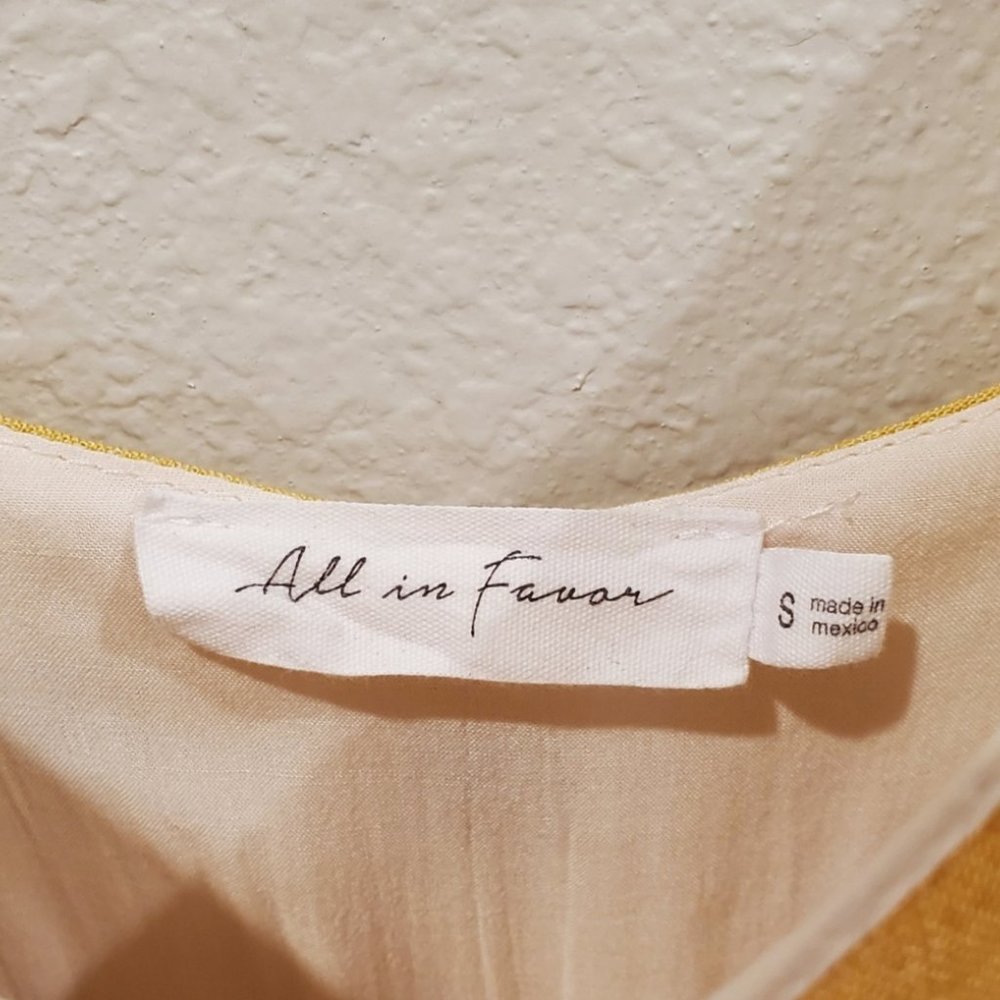 All in Favor
S
made in
mexico